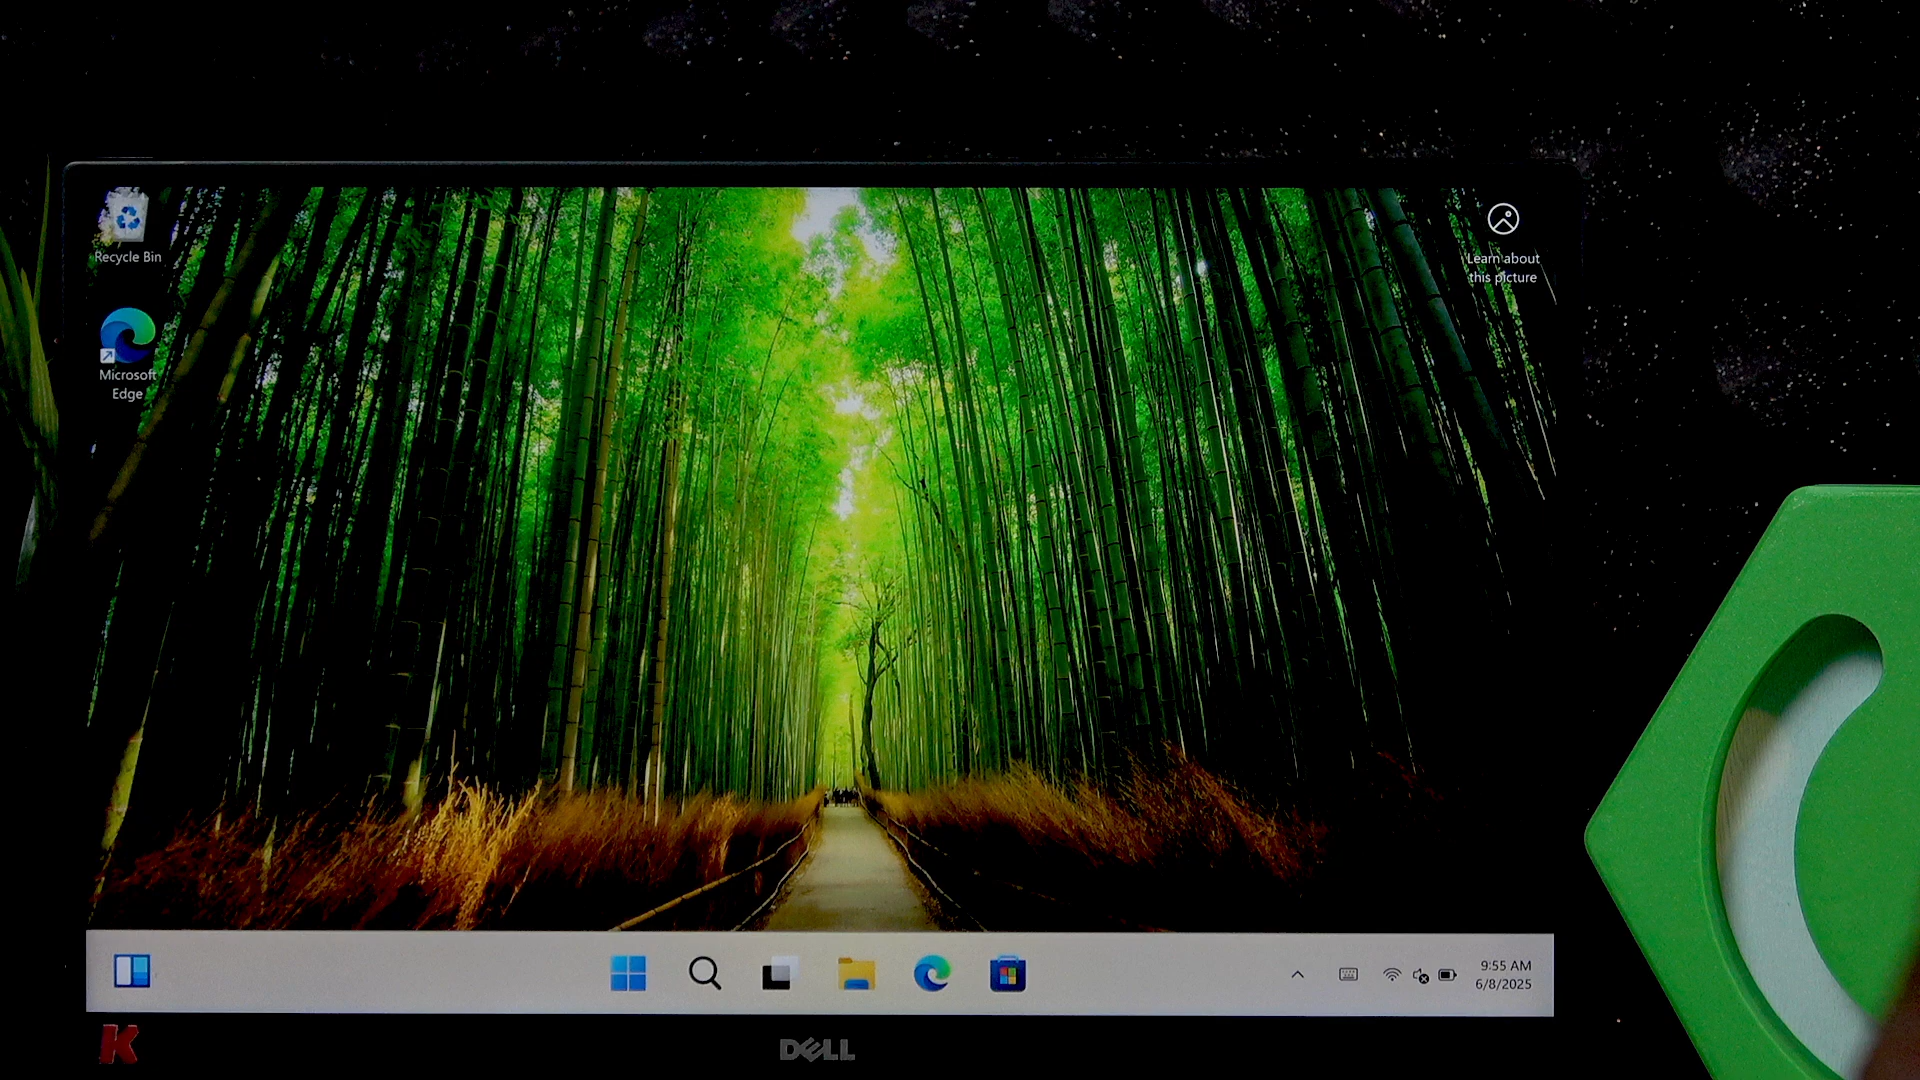 Recycle Bin
Learn about
this picture
Microsoft
Edge
9:55 AM
6/8/2025
K
DELL